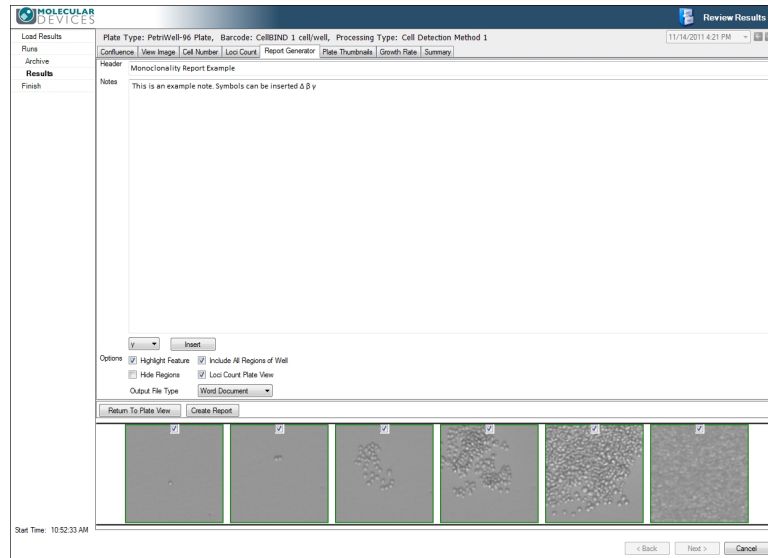 MOLECULAR
DEVICES
Review Results
Load Results
Runs
Archive
Results
Finish
Plate Type: PetriWell-96 Plate, Barcode: CellBIND 1 cell/well, Processing Type: Cell Detection Method 1
11/14/2011 4:21 PM
Confluence View Image Cell Number Loci Count Report Generator Plate Thumbnails Growth Rate Summary
Header
Monoclonality Report Example
Notes
This is an example note. Symbols can be inserted Δ β γ
γ Insert
Options
Highlight Feature Include All Regions of Well
Hide Regions Loci Count Plate View
Output File Type Word Document
Return To Plate View Create Report
Start Time: 10:52:33 AM
< Back Next > Cancel